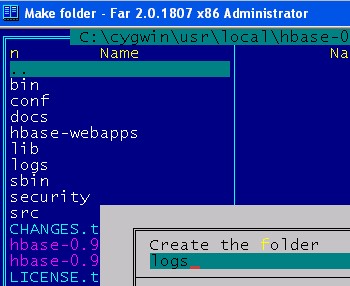 Make folder - Far 2.0.1807 x86 Administrator
C:\cygwin\usr\local\hbase-0
n Name Na
..
bin
conf
docs
hbase-webapps
lib
logs
sbin
security
src
CHANGES.t
hbase-0.9
hbase-0.9
LICENSE.t
Create the folder
logs_